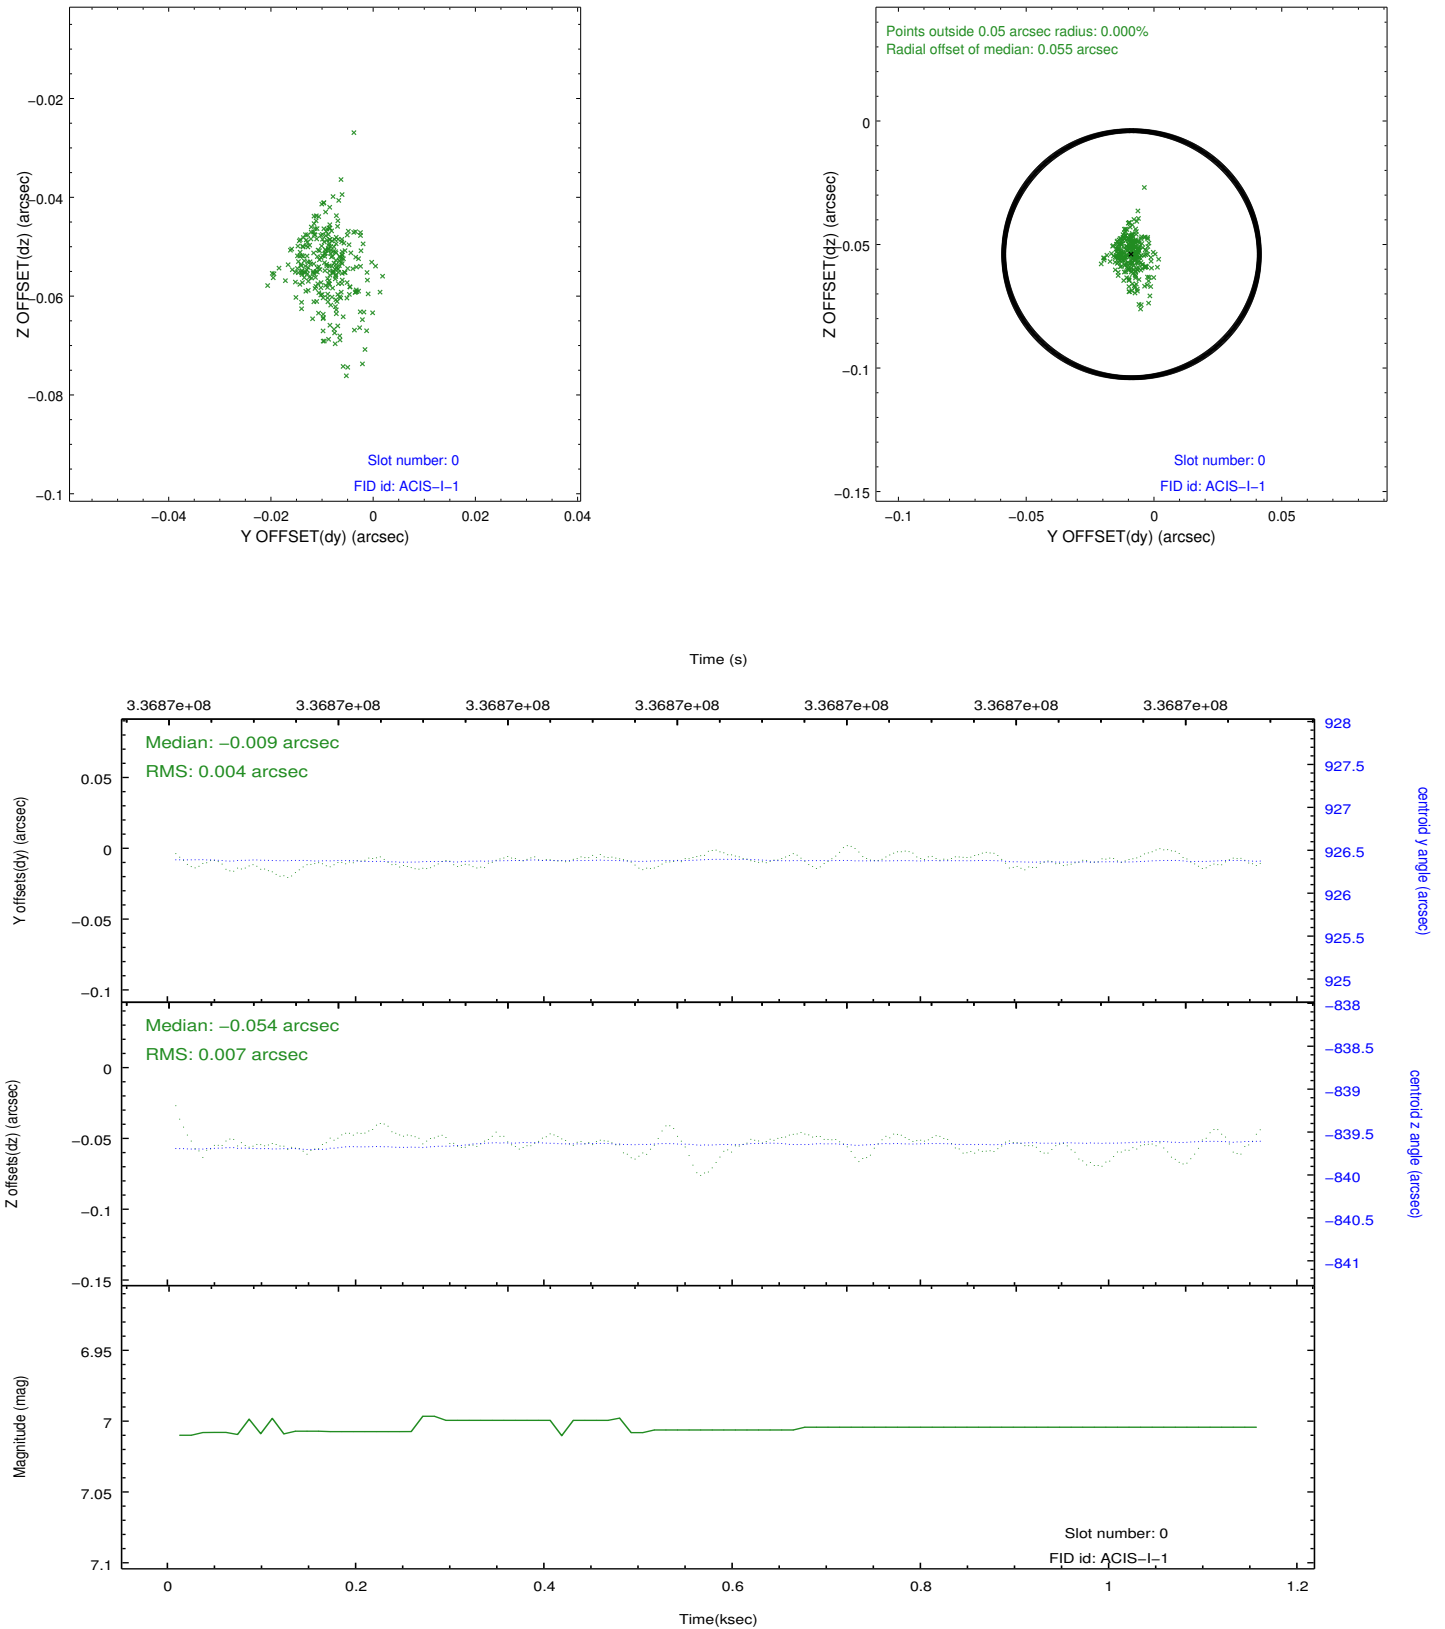 −0.02
−0.04
−0.06
−0.08
−0.1
Z OFFSET(dz) (arcsec)
Slot number: 0
FID id: ACIS−I−1
−0.04
−0.02
0
0.02
0.04
Y OFFSET(dy) (arcsec)
Points outside 0.05 arcsec radius: 0.000%
Radial offset of median: 0.055 arcsec
0
−0.05
−0.1
−0.15
Z OFFSET(dz) (arcsec)
Slot number: 0
FID id: ACIS−I−1
−0.1
−0.05
0
0.05
Y OFFSET(dy) (arcsec)
Time (s)
3.3687e+08 3.3687e+08 3.3687e+08 3.3687e+08 3.3687e+08 3.3687e+08 3.3687e+08
Median: −0.009 arcsec
RMS: 0.004 arcsec
0.05
0
−0.05
−0.1
Y offsets(dy) (arcsec)
928
927.5
927
926.5
926
925.5
925
centroid y angle (arcsec)
Median: −0.054 arcsec
RMS: 0.007 arcsec
0
−0.05
−0.1
−0.15
Z offsets(dz) (arcsec)
−838
−838.5
−839
−839.5
−840
−840.5
−841
centroid z angle (arcsec)
6.95
7
7.05
7.1
Magnitude (mag)
Slot number: 0
FID id: ACIS−I−1
0 0.2 0.4 0.6 0.8 1 1.2
Time(ksec)